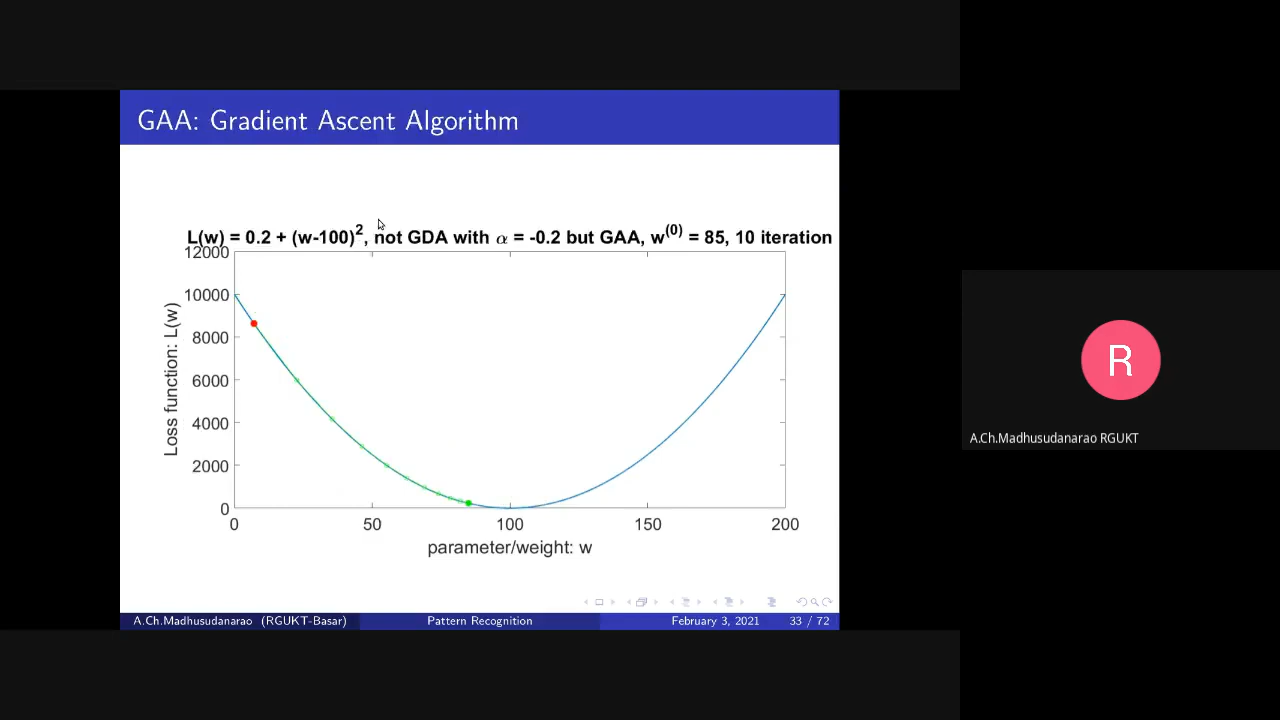 GAA: Gradient Ascent Algorithm
L(w) = 0.2 + (w-100)², not GDA with α = -0.2 but GAA, w⁽⁰⁾ = 85, 10 iteration
12000
10000
8000
6000
4000
2000
0
Loss function: L(w)
0 50 100 150 200
parameter/weight: w
A.Ch.Madhusudanarao (RGUKT-Basar) Pattern Recognition February 3, 2021 33 / 72
R
A.Ch.Madhusudanarao RGUKT